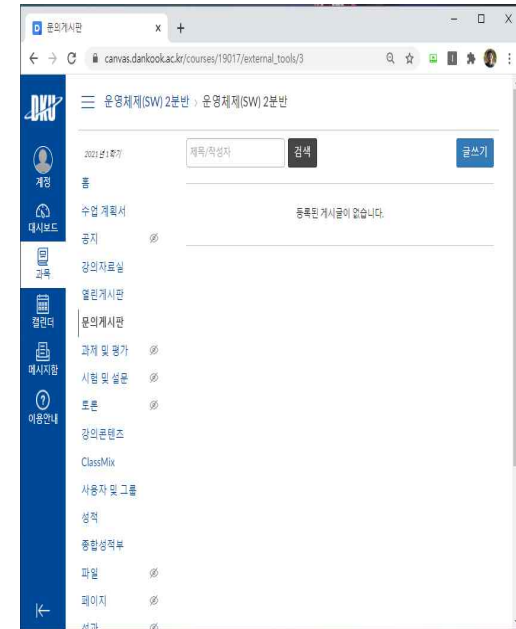 문의게시판
canvas.dankook.ac.kr/courses/19017/external_tools/3
DKU
운영체제(SW) 2분반 › 운영체제(SW) 2분반
계정
대시보드
과목
캘린더
메시지함
이용안내
2021년 1학기
홈
수업 계획서
공지
강의자료실
열린게시판
문의게시판
과제 및 평가
시험 및 설문
토론
강의콘텐츠
ClassMix
사용자 및 그룹
성적
종합성적부
파일
페이지
성과
제목/작성자
검색
글쓰기
등록된 게시글이 없습니다.